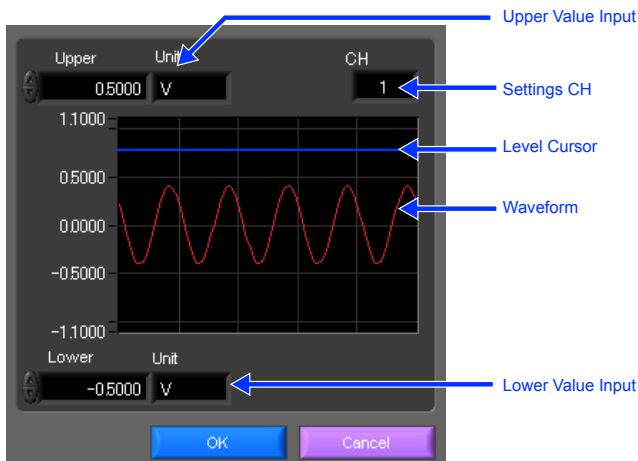 Upper Value Input
Upper Unit CH
0.5000 V 1
Settings CH
1.1000
Level Cursor
0.5000
Waveform
0.0000
-0.5000
-1.1000
Lower Unit
-0.5000 V
Lower Value Input
OK Cancel